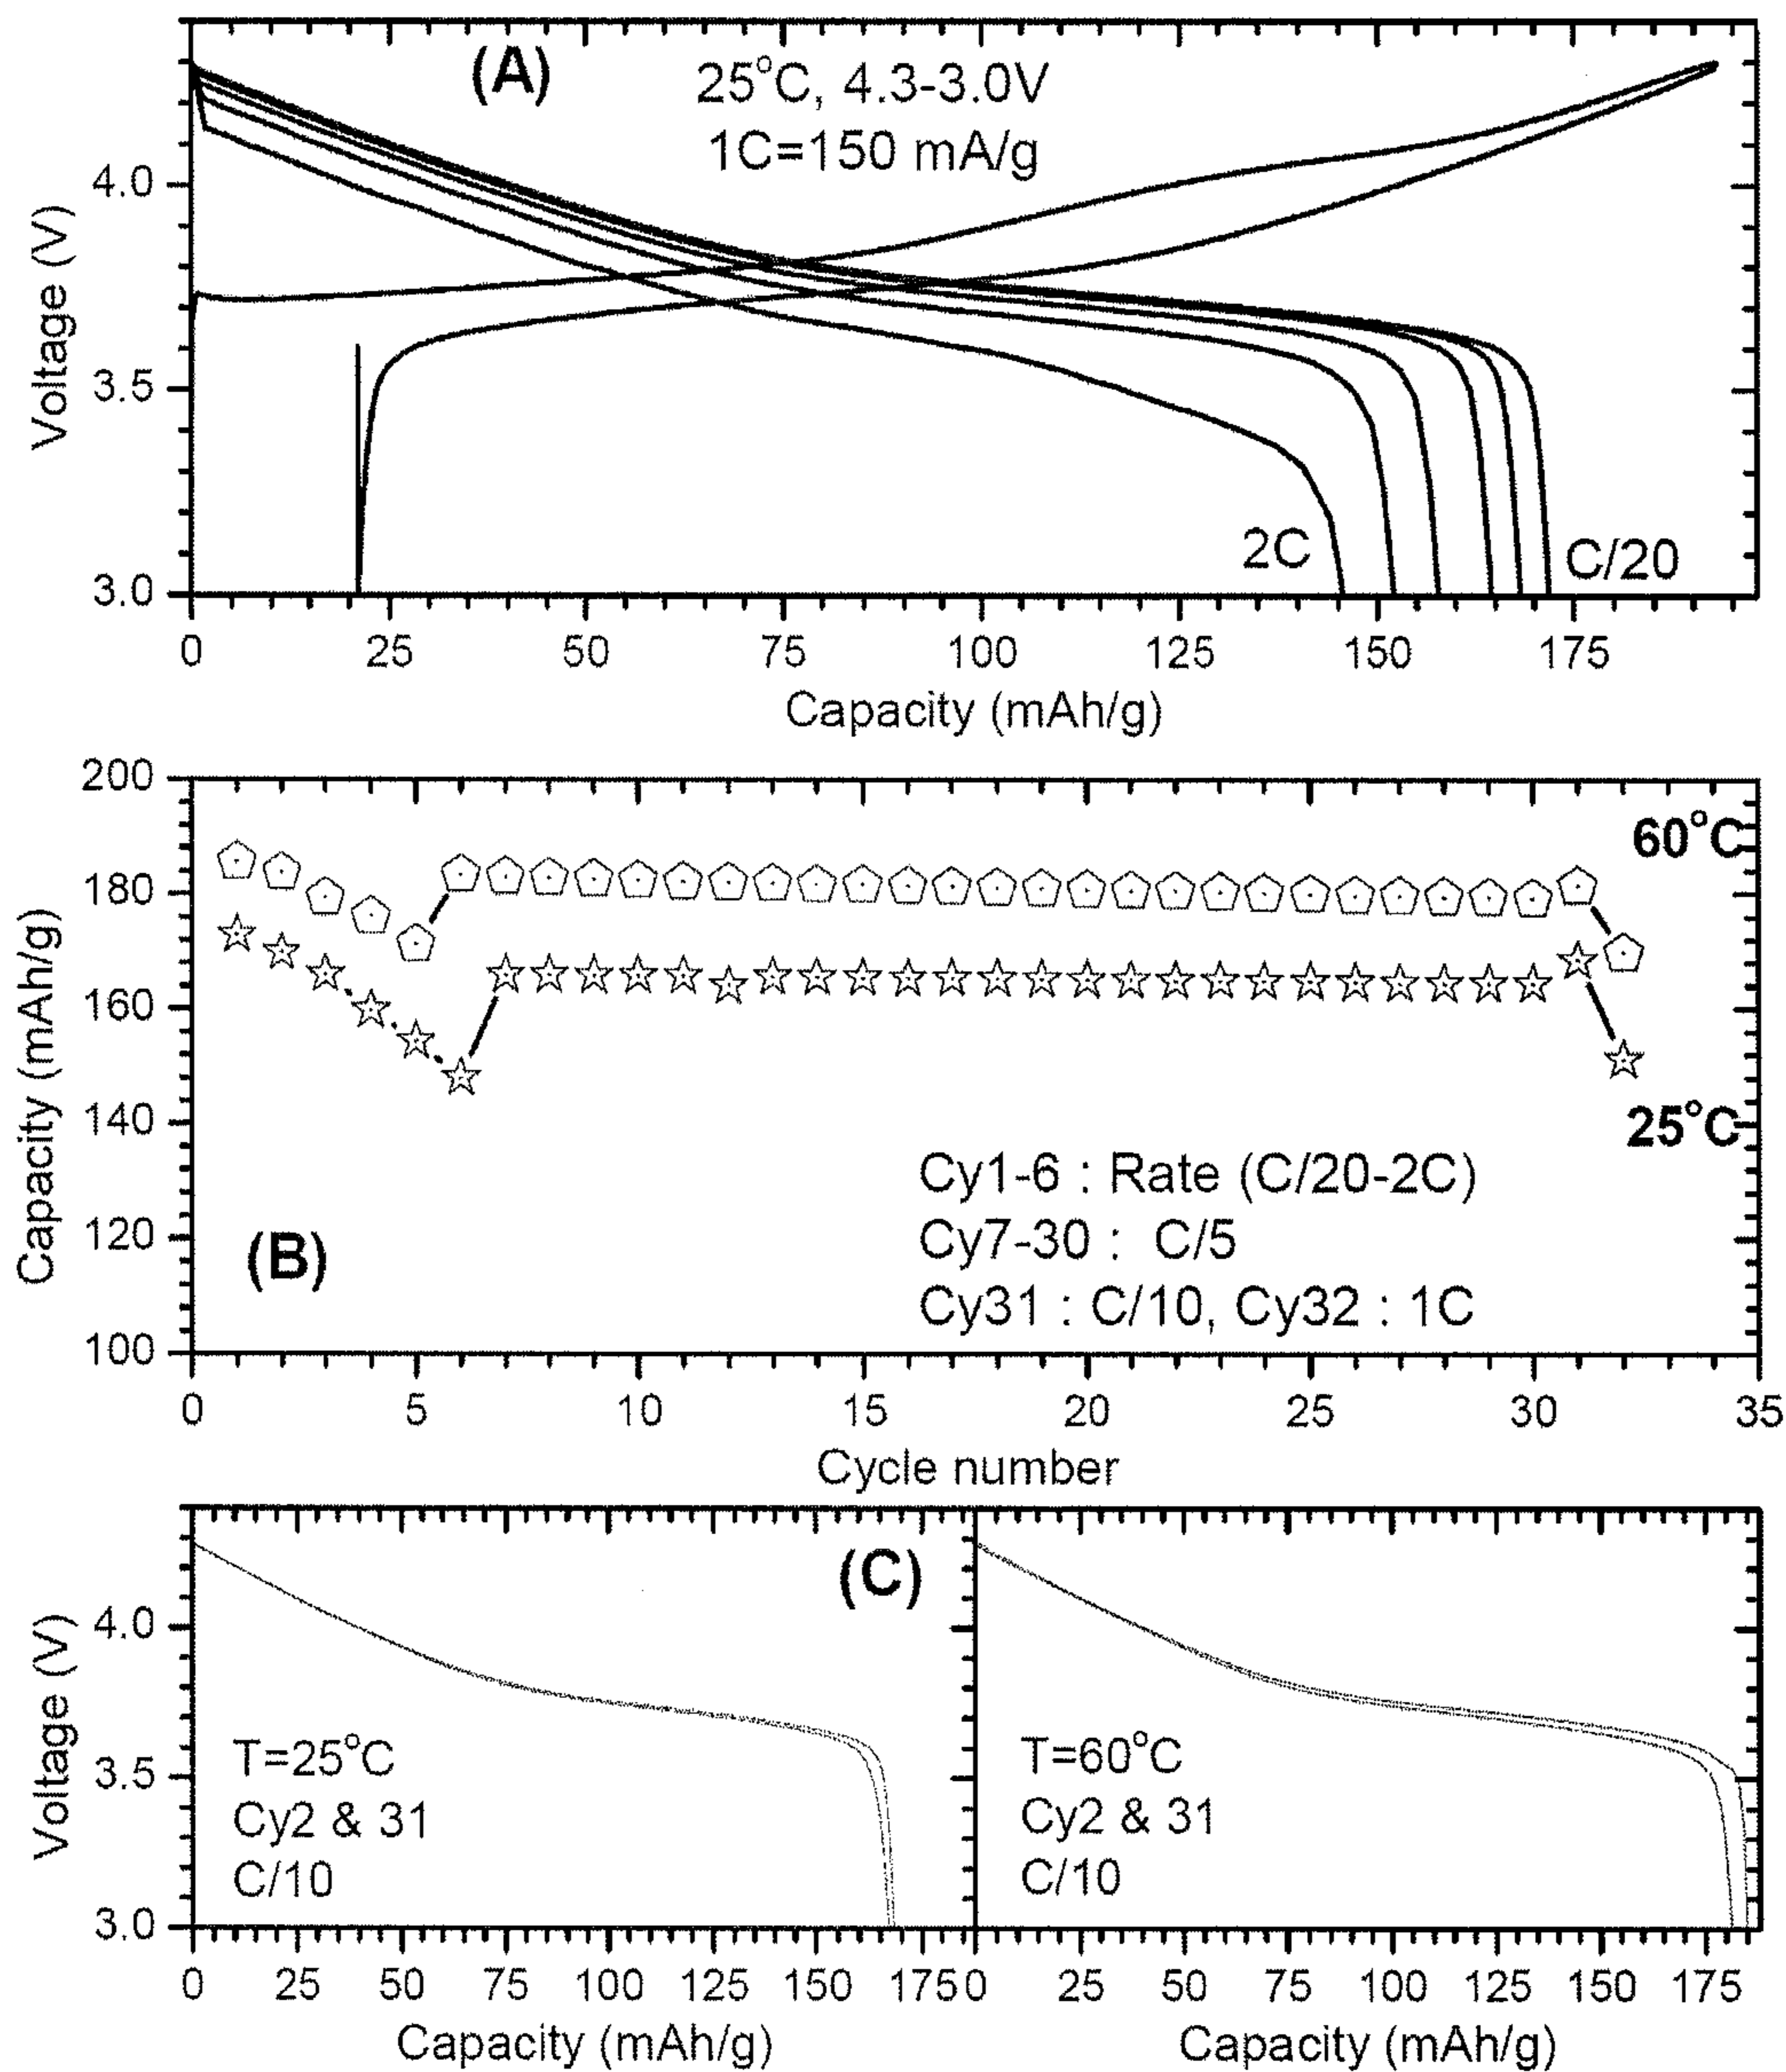 (A)
25°C, 4.3-3.0V
1C=150 mA/g
Voltage (V)
4.0
3.5
3.0
2C
C/20
0 25 50 75 100 125 150 175
Capacity (mAh/g)
Capacity (mAh/g)
200
180
160
140
120
100
60°C
25°C
Cy1-6 : Rate (C/20-2C)
Cy7-30 : C/5
Cy31 : C/10, Cy32 : 1C
(B)
0 5 10 15 20 25 30 35
Cycle number
Voltage (V)
4.0
3.5
3.0
(C)
T=25°C
Cy2 & 31
C/10
T=60°C
Cy2 & 31
C/10
0 25 50 75 100 125 150 175 0 25 50 75 100 125 150 175
Capacity (mAh/g)
Capacity (mAh/g)